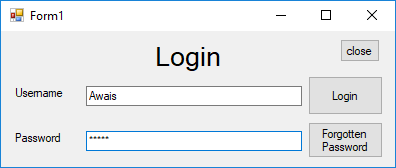 Form1
Login
close
Username
Awais
Login
Password
*****
Forgotten
Password